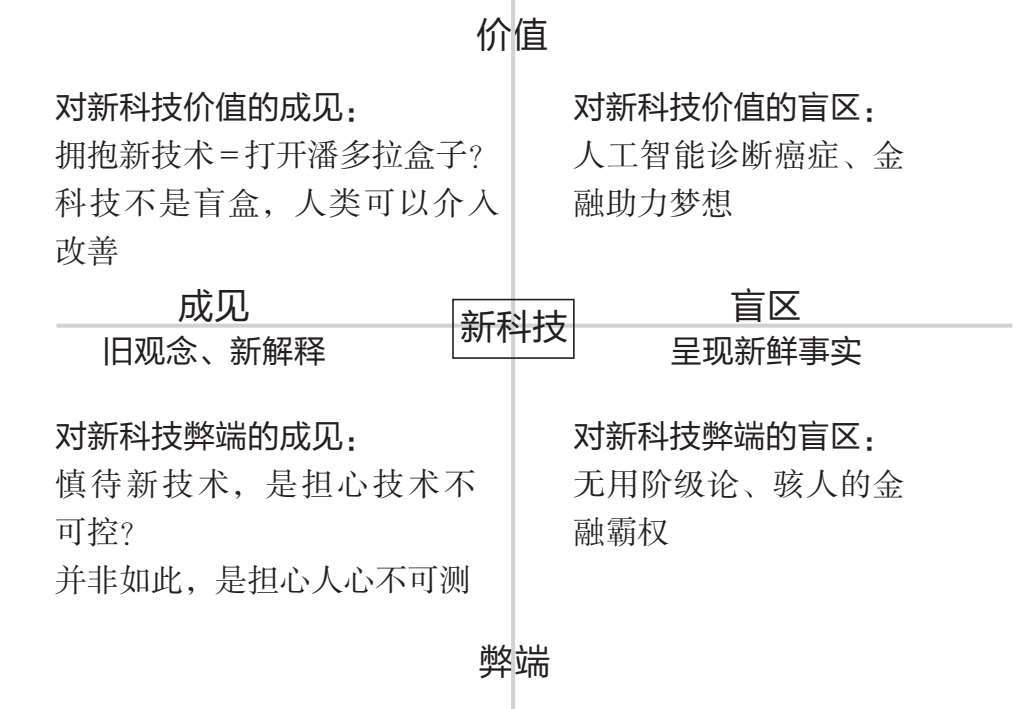 价值
对新科技价值的成见：
拥抱新技术=打开潘多拉盒子？
科技不是盲盒，人类可以介入
改善
对新科技价值的盲区：
人工智能诊断癌症、金
融助力梦想
成见
旧观念、新解释
新科技
盲区
呈现新鲜事实
对新科技弊端的成见：
慎待新技术，是担心技术不
可控？
并非如此，是担心人心不可测
对新科技弊端的盲区：
无用阶级论、骇人的金
融霸权
弊端